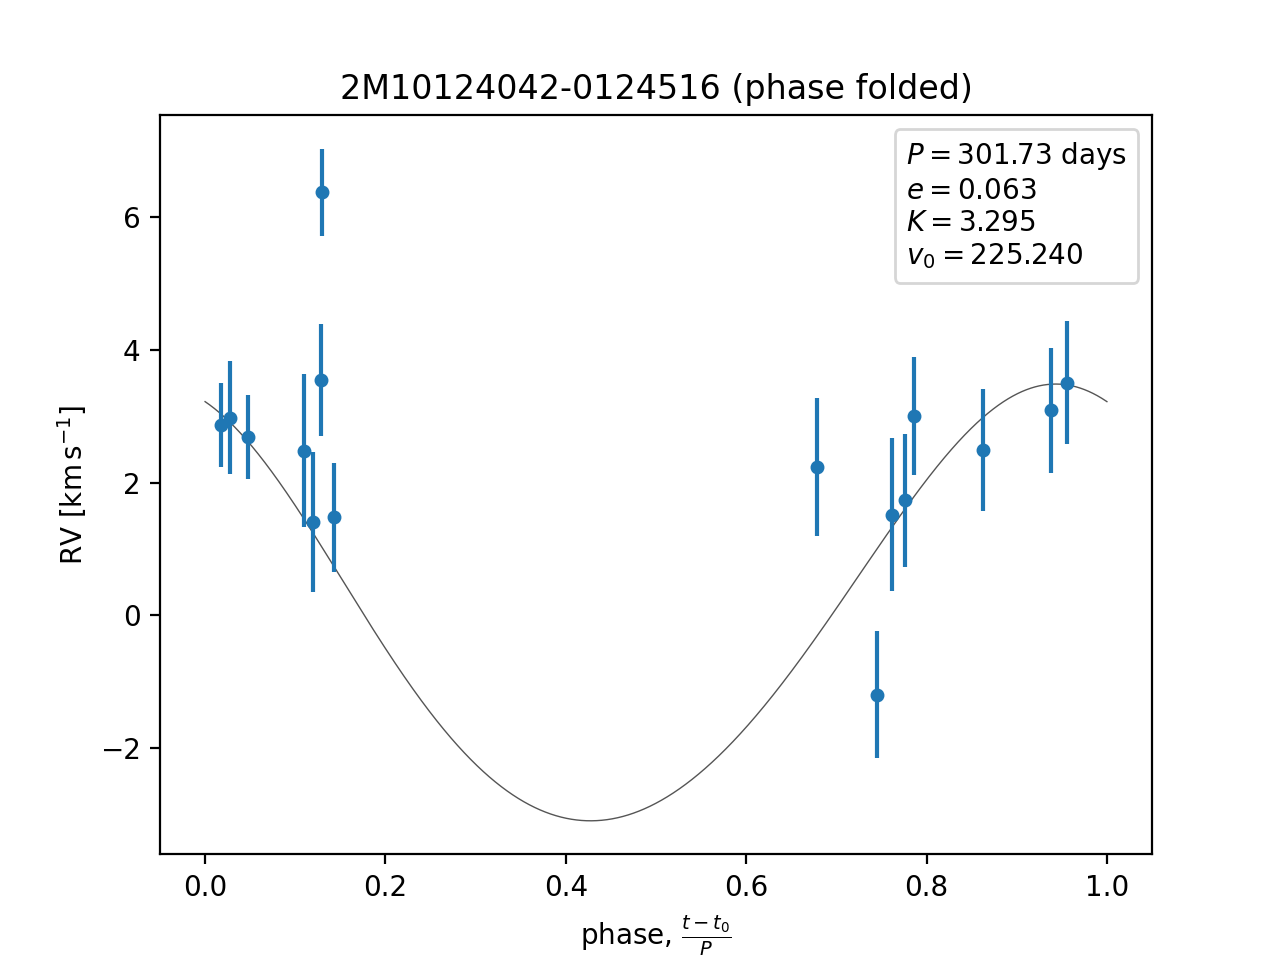 2M10124042-0124516 (phase folded)
P = 301.73 days
e = 0.063
K = 3.295
v₀ = 225.240
6
4
2
0
−2
RV [km s⁻¹]
0.0 0.2 0.4 0.6 0.8 1.0
phase, (t − t₀)/P